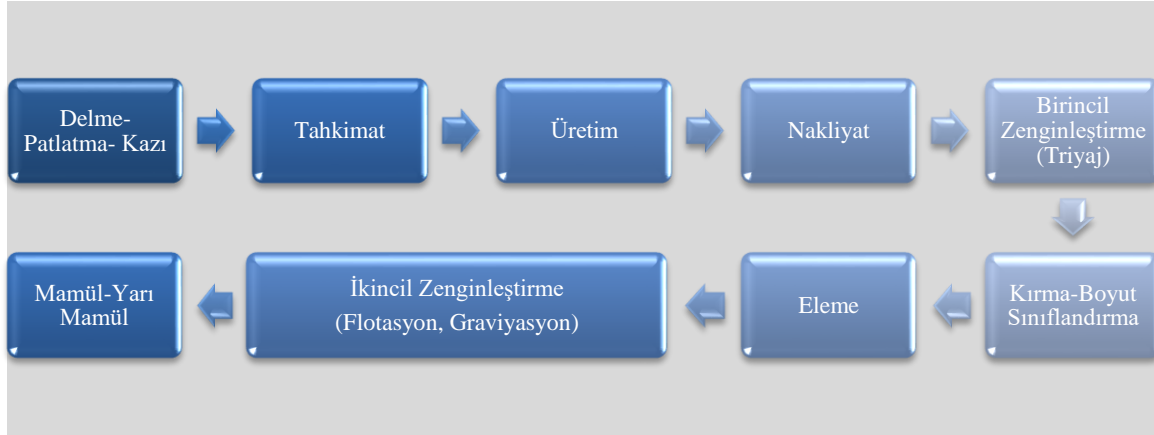 Delme-
Patlatma- Kazı
Tahkimat
Üretim
Nakliyat
Birincil
Zenginleştirme
(Triyaj)
Kırma-Boyut
Sınıflandırma
Eleme
İkincil Zenginleştirme
(Flotasyon, Graviyasyon)
Mamül-Yarı
Mamül